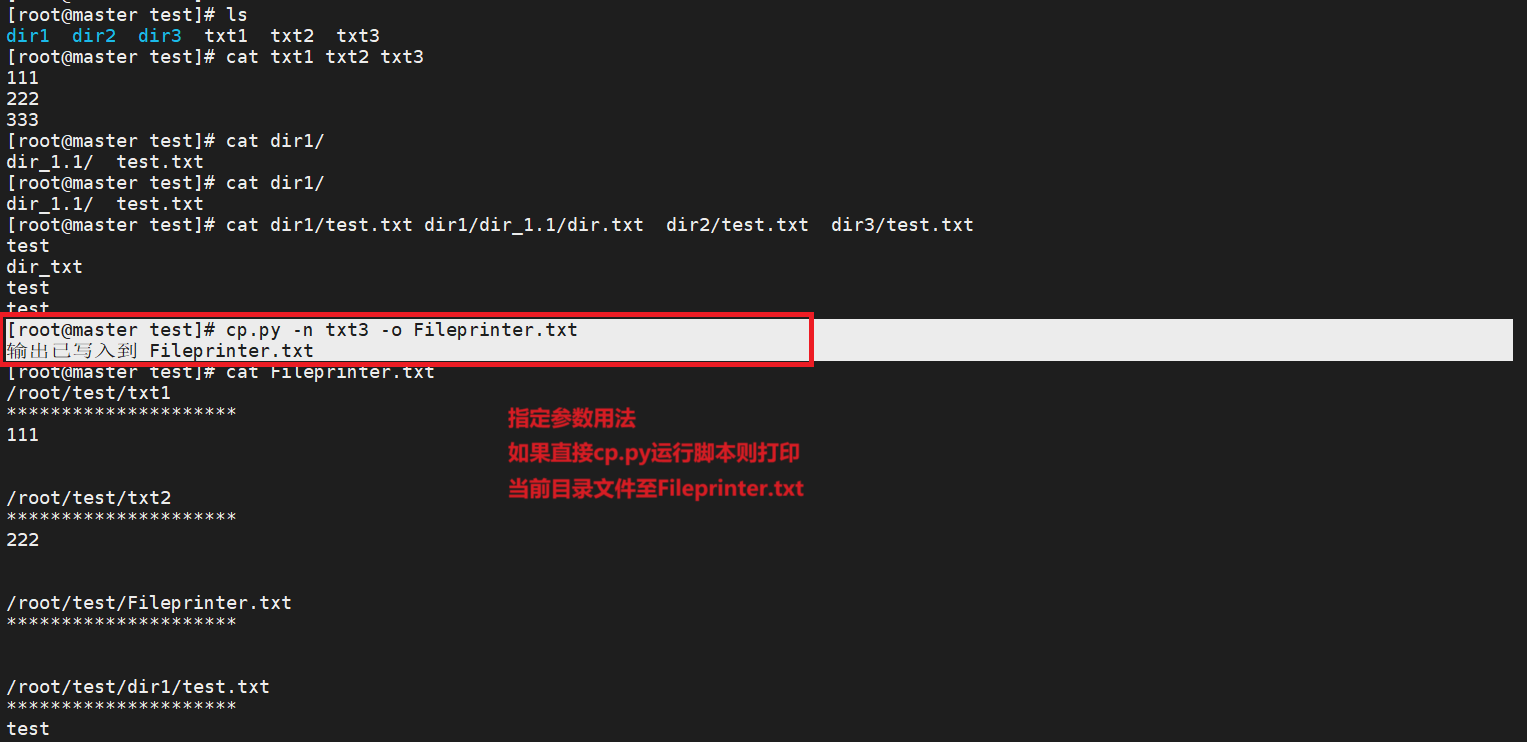 [root@master test]# ls
dir1  dir2  dir3  txt1  txt2  txt3
[root@master test]# cat txt1 txt2 txt3
111
222
333
[root@master test]# cat dir1/
dir_1.1/  test.txt
[root@master test]# cat dir1/
dir_1.1/  test.txt
[root@master test]# cat dir1/test.txt dir1/dir_1.1/dir.txt  dir2/test.txt  dir3/test.txt
test
dir_txt
test
test
[root@master test]# cp.py -n txt3 -o Fileprinter.txt
输出已写入到 Fileprinter.txt
[root@master test]# cat Fileprinter.txt
/root/test/txt1
*********************
111
指定参数用法
如果直接cp.py运行脚本则打印
当前目录文件至Fileprinter.txt
/root/test/txt2
*********************
222
/root/test/Fileprinter.txt
*********************
/root/test/dir1/test.txt
*********************
test